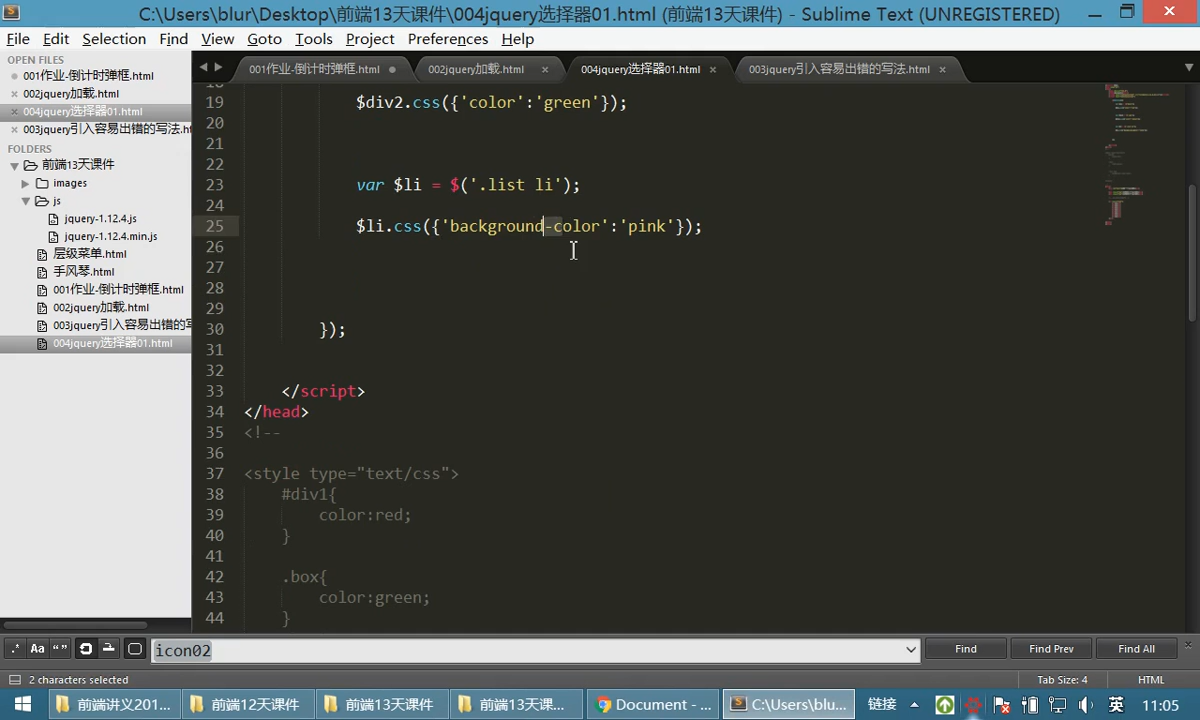 C:\Users\blur\Desktop\前端13天课件\004jquery选择器01.html (前端13天课件) - Sublime Text (UNREGISTERED)
File Edit Selection Find View Goto Tools Project Preferences Help
OPEN FILES
001作业-倒计时弹框.html
002jquery加载.html
004jquery选择器01.html
003jquery引入容易出错的写法.ht
FOLDERS
前端13天课件
images
js
jquery-1.12.4.js
jquery-1.12.4.min.js
层级菜单.html
手风琴.html
001作业-倒计时弹框.html
002jquery加载.html
003jquery引入容易出错的写
004jquery选择器01.html
001作业-倒计时弹框.html 002jquery加载.html 004jquery选择器01.html 003jquery引入容易出错的写法.html
19 $div2.css({'color':'green'});
20
21
22
23 var $li = $('.list li');
24
25 $li.css({'background-color':'pink'});
26
27
28
29
30 });
31
32
33 </script>
34 </head>
35 <!--
36
37 <style type="text/css">
38 #div1{
39 color:red;
40 }
41
42 .box{
43 color:green;
44 }
.* Aa “” icon02 Find Find Prev Find All
2 characters selected Tab Size: 4 HTML
前端讲义201... 前端12天课件 前端13天课件 前端13天课... Document - ... C:\Users\blu... 链接 英 11:05